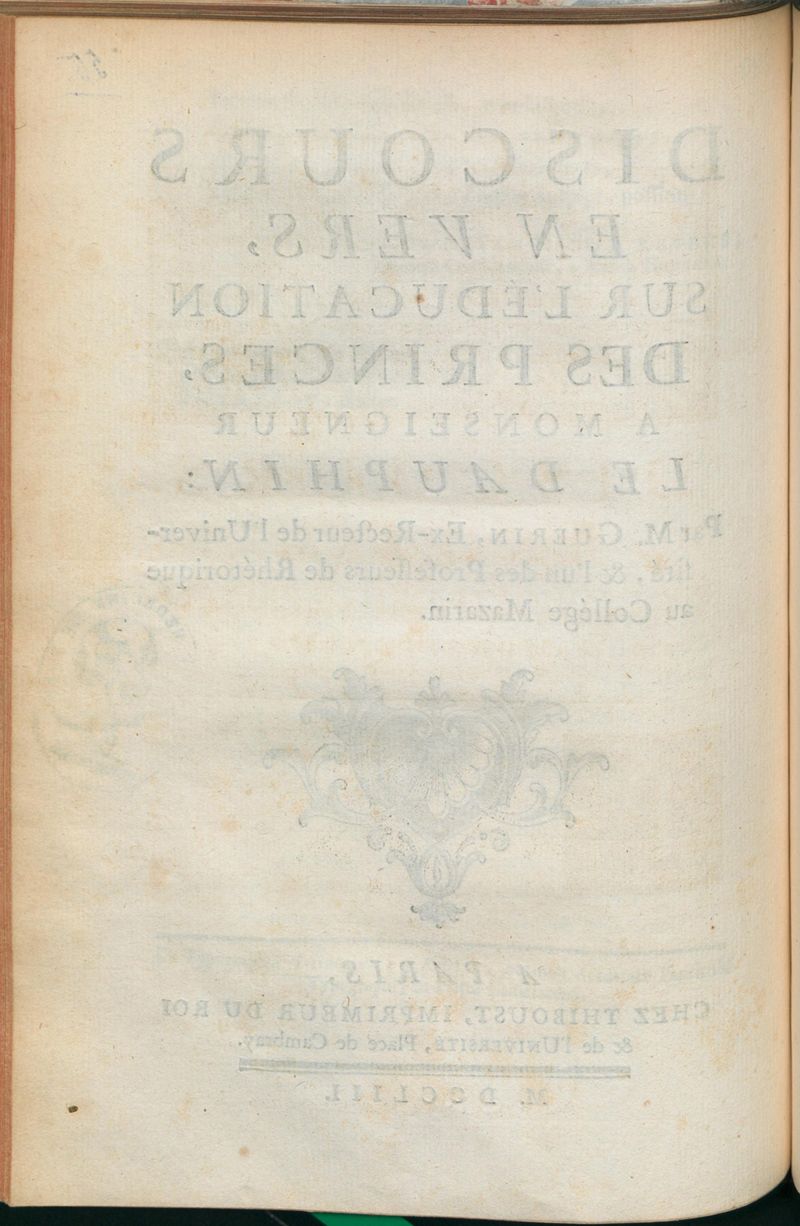 DISCOURS
EN VERS,
SUR L'ÉDUCATION
DES PRINCES,
A MONSEIGNEUR
LE DAUPHIN:
Par M. GUERIN, Ex-Recteur de l'Univer-
sité, & l'un des Professeurs de Rhétorique
au Collége Mazarin.
A PARIS,
CHEZ THIBOUST, IMPRIMEUR DU ROI
& de l'UNIVERSITÉ, Place de Cambray.
M. DCCLIII.